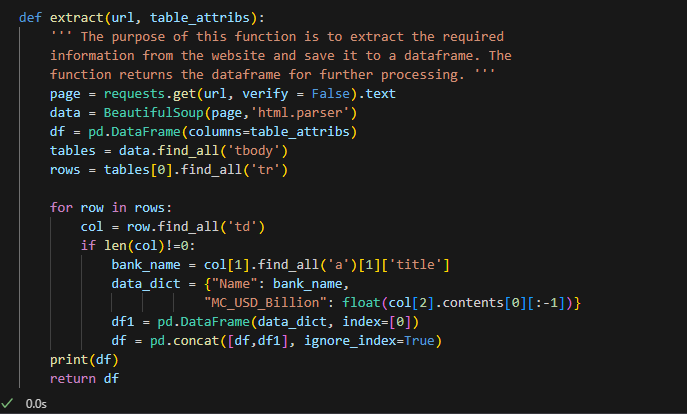 def extract(url, table_attribs):
    ''' The purpose of this function is to extract the required
    information from the website and save it to a dataframe. The
    function returns the dataframe for further processing. '''
    page = requests.get(url, verify = False).text
    data = BeautifulSoup(page,'html.parser')
    df = pd.DataFrame(columns=table_attribs)
    tables = data.find_all('tbody')
    rows = tables[0].find_all('tr')

    for row in rows:
        col = row.find_all('td')
        if len(col)!=0:
            bank_name = col[1].find_all('a')[1]['title']
            data_dict = {"Name": bank_name,
                        "MC_USD_Billion": float(col[2].contents[0][:-1])}
            df1 = pd.DataFrame(data_dict, index=[0])
            df = pd.concat([df,df1], ignore_index=True)
    print(df)
    return df
0.0s